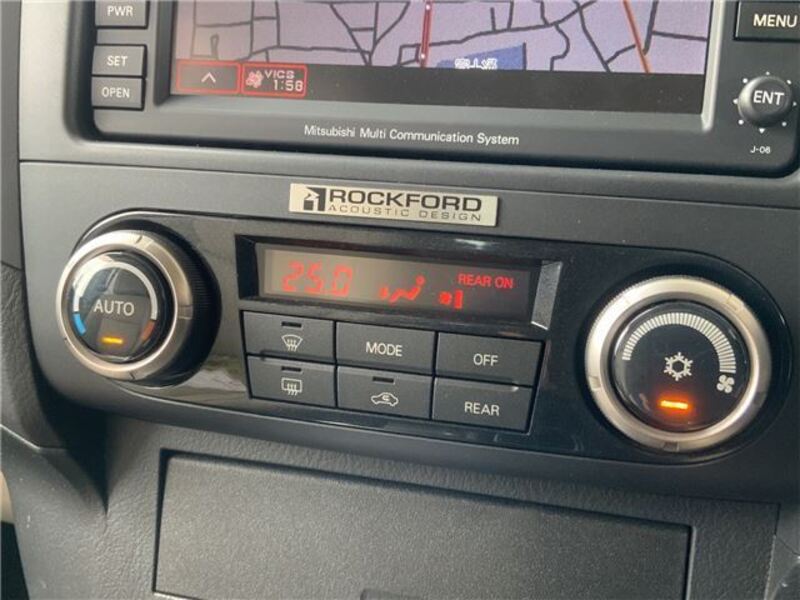 PWR
MENU
SET
VICS
1:58
OPEN
ENT
Mitsubishi Multi Communication System
J-06
ROCKFORD
ACOUSTIC DESIGN
25.0
REAR ON
AUTO
MODE
OFF
REAR